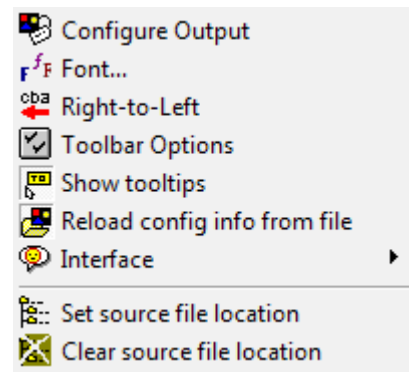 Configure Output
Font...
Right-to-Left
Toolbar Options
Show tooltips
Reload config info from file
Interface
Set source file location
Clear source file location